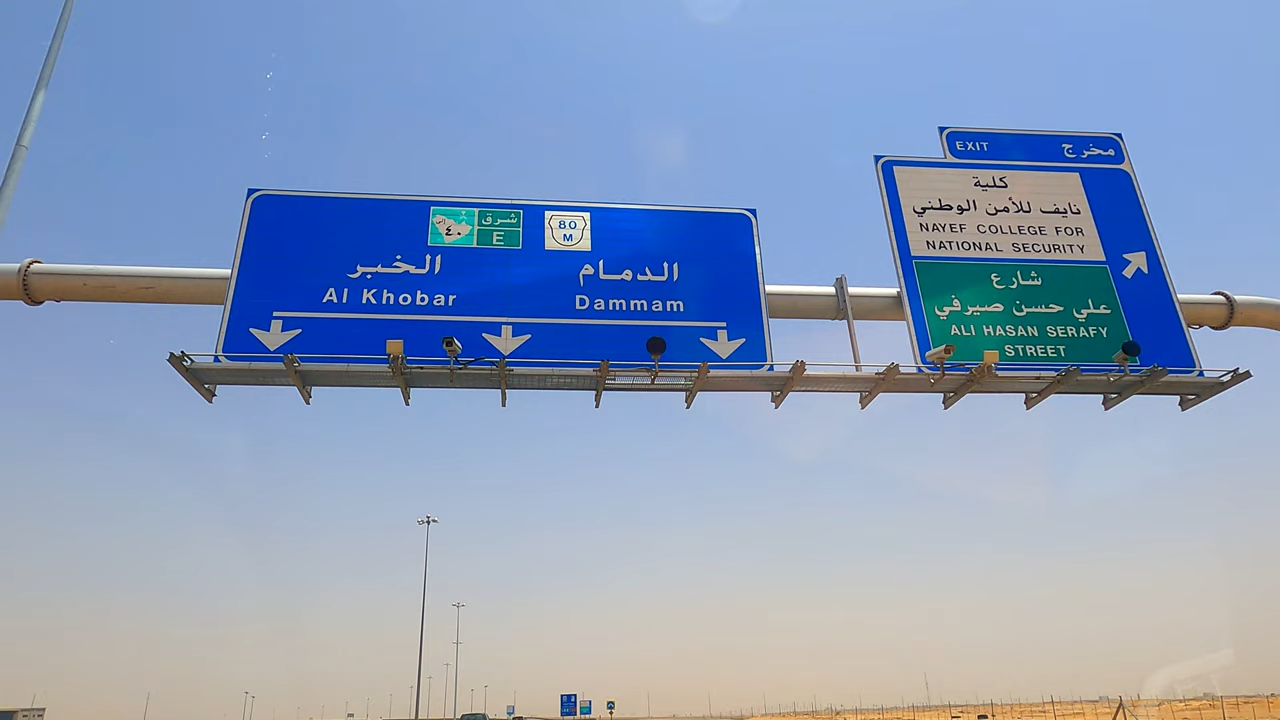 شرق
٤٠
E
80
M
الخبر
الدمام
Al Khobar
Dammam
EXIT
مخرج
كلية
نايف للأمن الوطني
NAYEF COLLEGE FOR
NATIONAL SECURITY
شارع
علي حسن صيرفي
ALI HASAN SERAFY
STREET